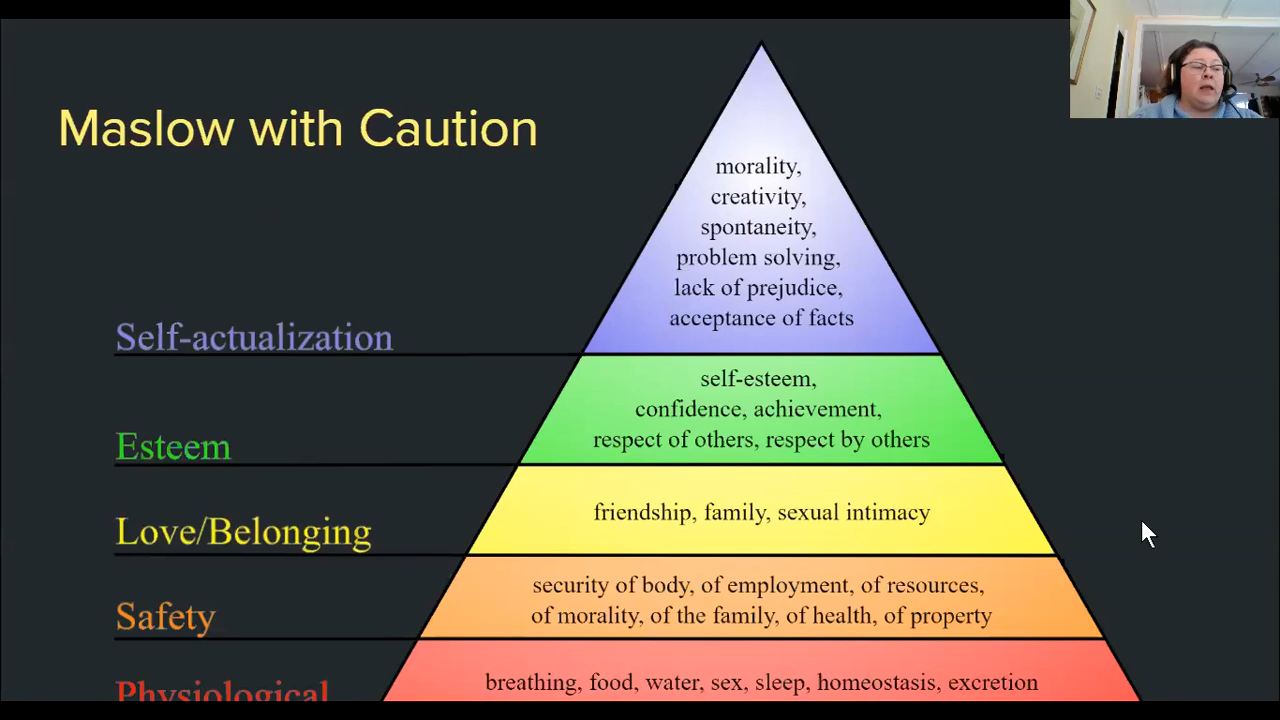 Maslow with Caution
morality,
creativity,
spontaneity,
problem solving,
lack of prejudice,
acceptance of facts
Self-actualization
self-esteem,
confidence, achievement,
respect of others, respect by others
Esteem
friendship, family, sexual intimacy
Love/Belonging
security of body, of employment, of resources,
of morality, of the family, of health, of property
Safety
breathing, food, water, sex, sleep, homeostasis, excretion
Physiological